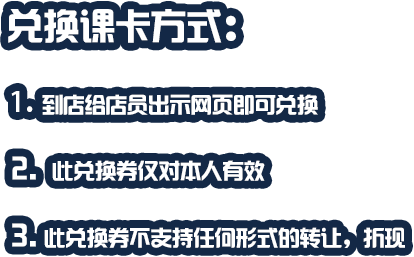 兑换课卡方式：
1. 到店给店员出示网页即可兑换
2. 此兑换券仅对本人有效
3. 此兑换券不支持任何形式的转让，折现